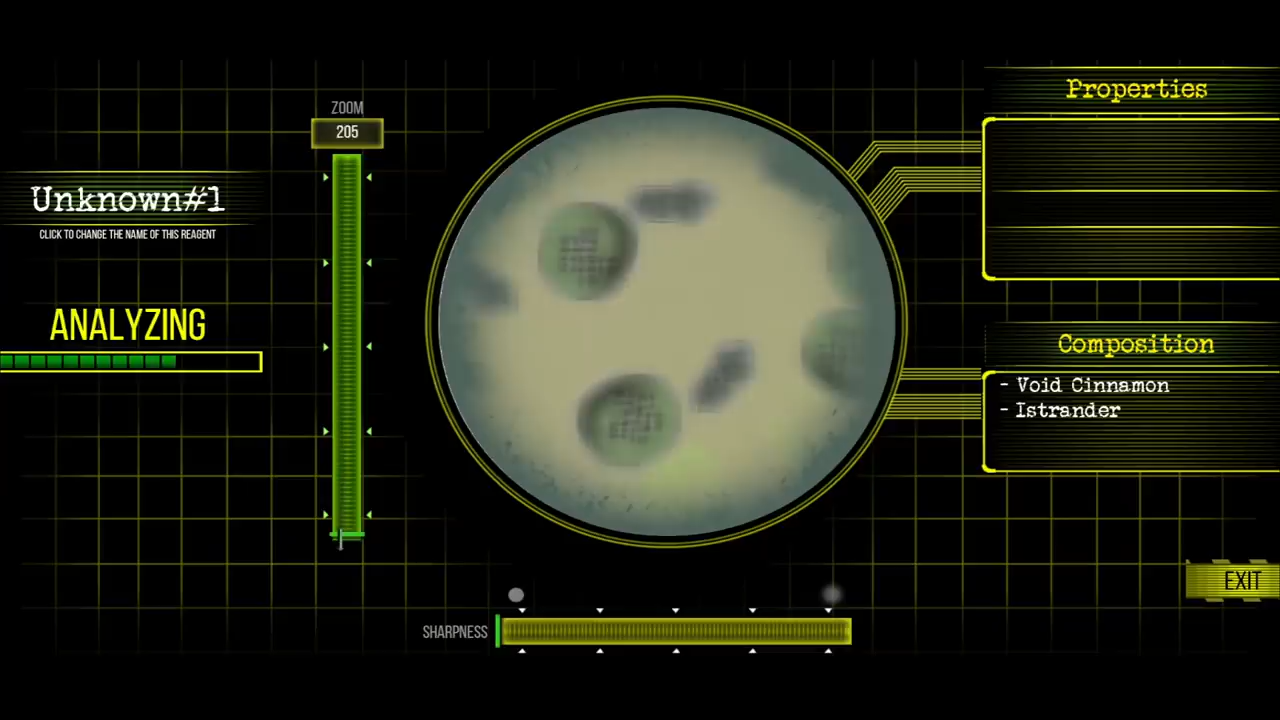 ZOOM
205
Unknown#1
CLICK TO CHANGE THE NAME OF THIS REAGENT
ANALYZING
Properties
Composition
- Void Cinnamon
- Istrander
EXIT
SHARPNESS